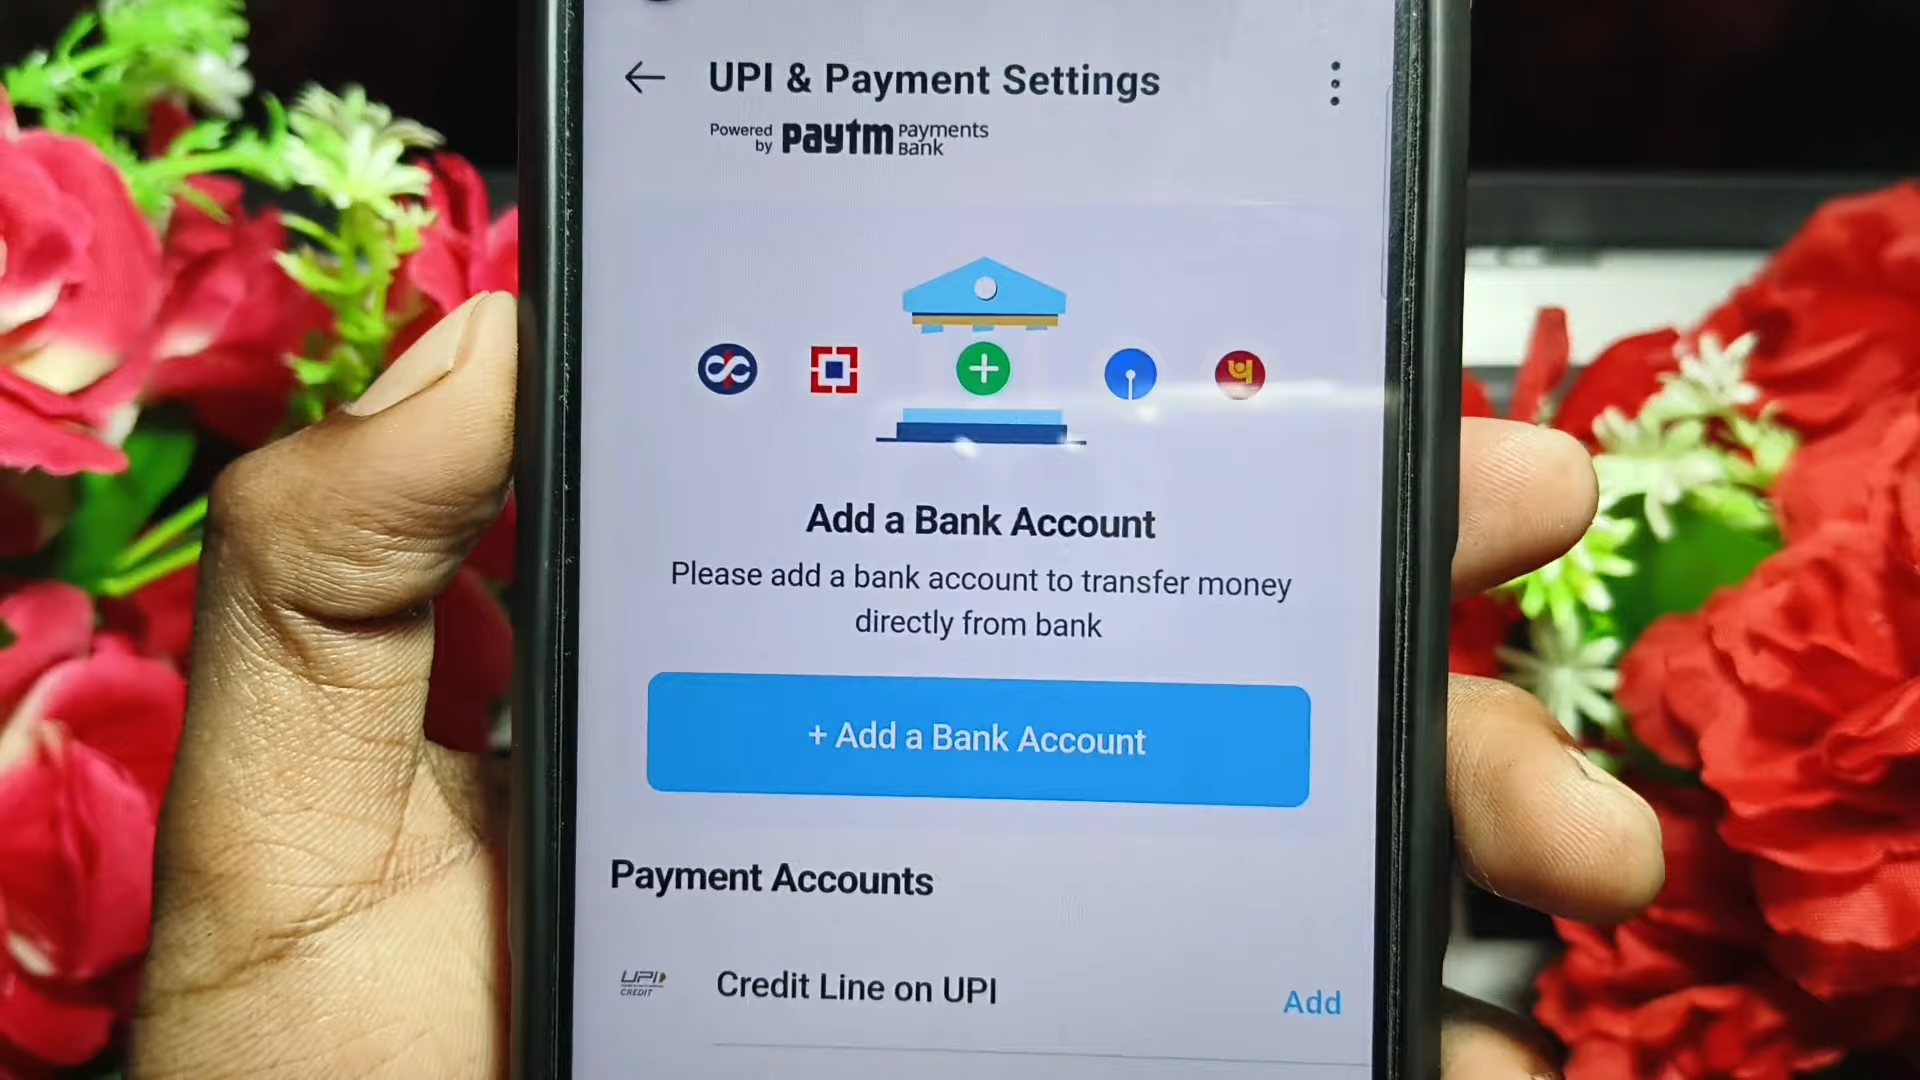 UPI & Payment Settings
Powered by paytm Payments Bank
Add a Bank Account
Please add a bank account to transfer money
directly from bank
+ Add a Bank Account
Payment Accounts
UPI CREDIT
Credit Line on UPI
Add